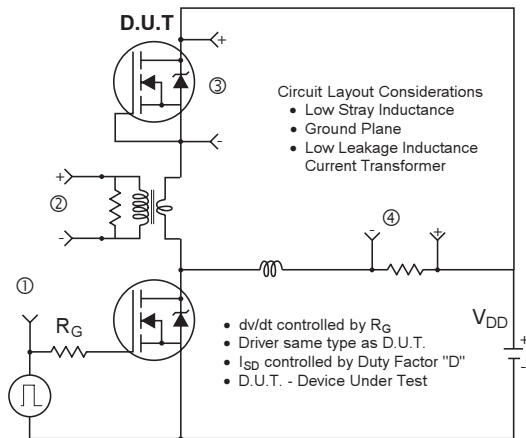 D.U.T
+
③
-
Circuit Layout Considerations
• Low Stray Inductance
• Ground Plane
• Low Leakage Inductance
Current Transformer
+
②
-
④
-
+
①
RG
VDD
+
-
• dv/dt controlled by RG
• Driver same type as D.U.T.
• ISD controlled by Duty Factor "D"
• D.U.T. - Device Under Test